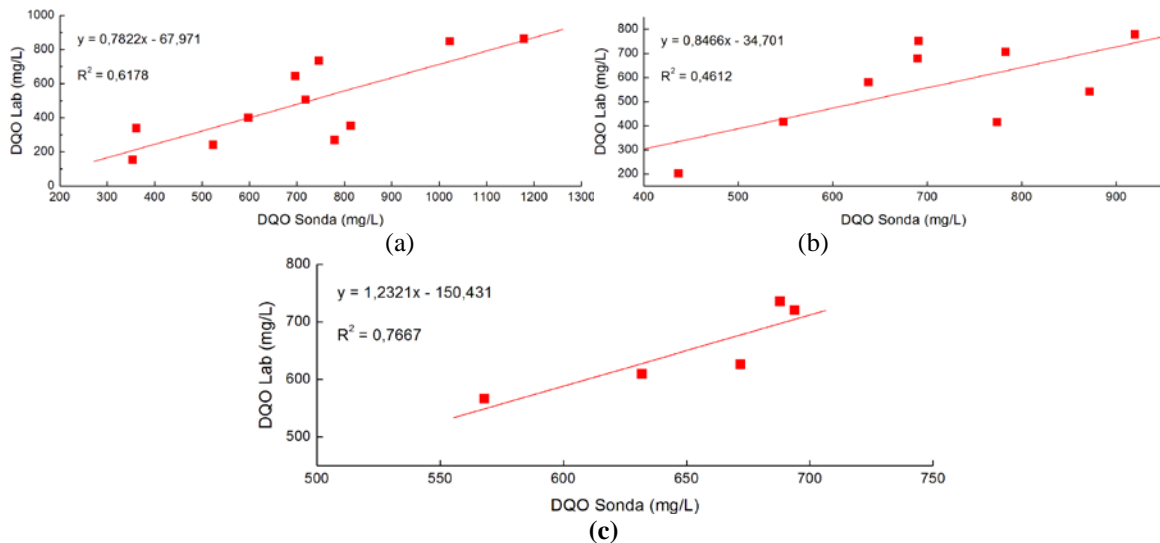 y = 0,7822x - 67,971
R² = 0,6178
DQO Lab (mg/L)
1000
800
600
400
200
0
200 300 400 500 600 700 800 900 1000 1100 1200 1300
DQO Sonda (mg/L)
(a)
y = 0,8466x - 34,701
R² = 0,4612
DQO Lab (mg/L)
800
700
600
500
400
300
200
400 500 600 700 800 900
DQO Sonda (mg/L)
(b)
y = 1,2321x - 150,431
R² = 0,7667
DQO Lab (mg/L)
800
700
600
500
500 550 600 650 700 750
DQO Sonda (mg/L)
(c)